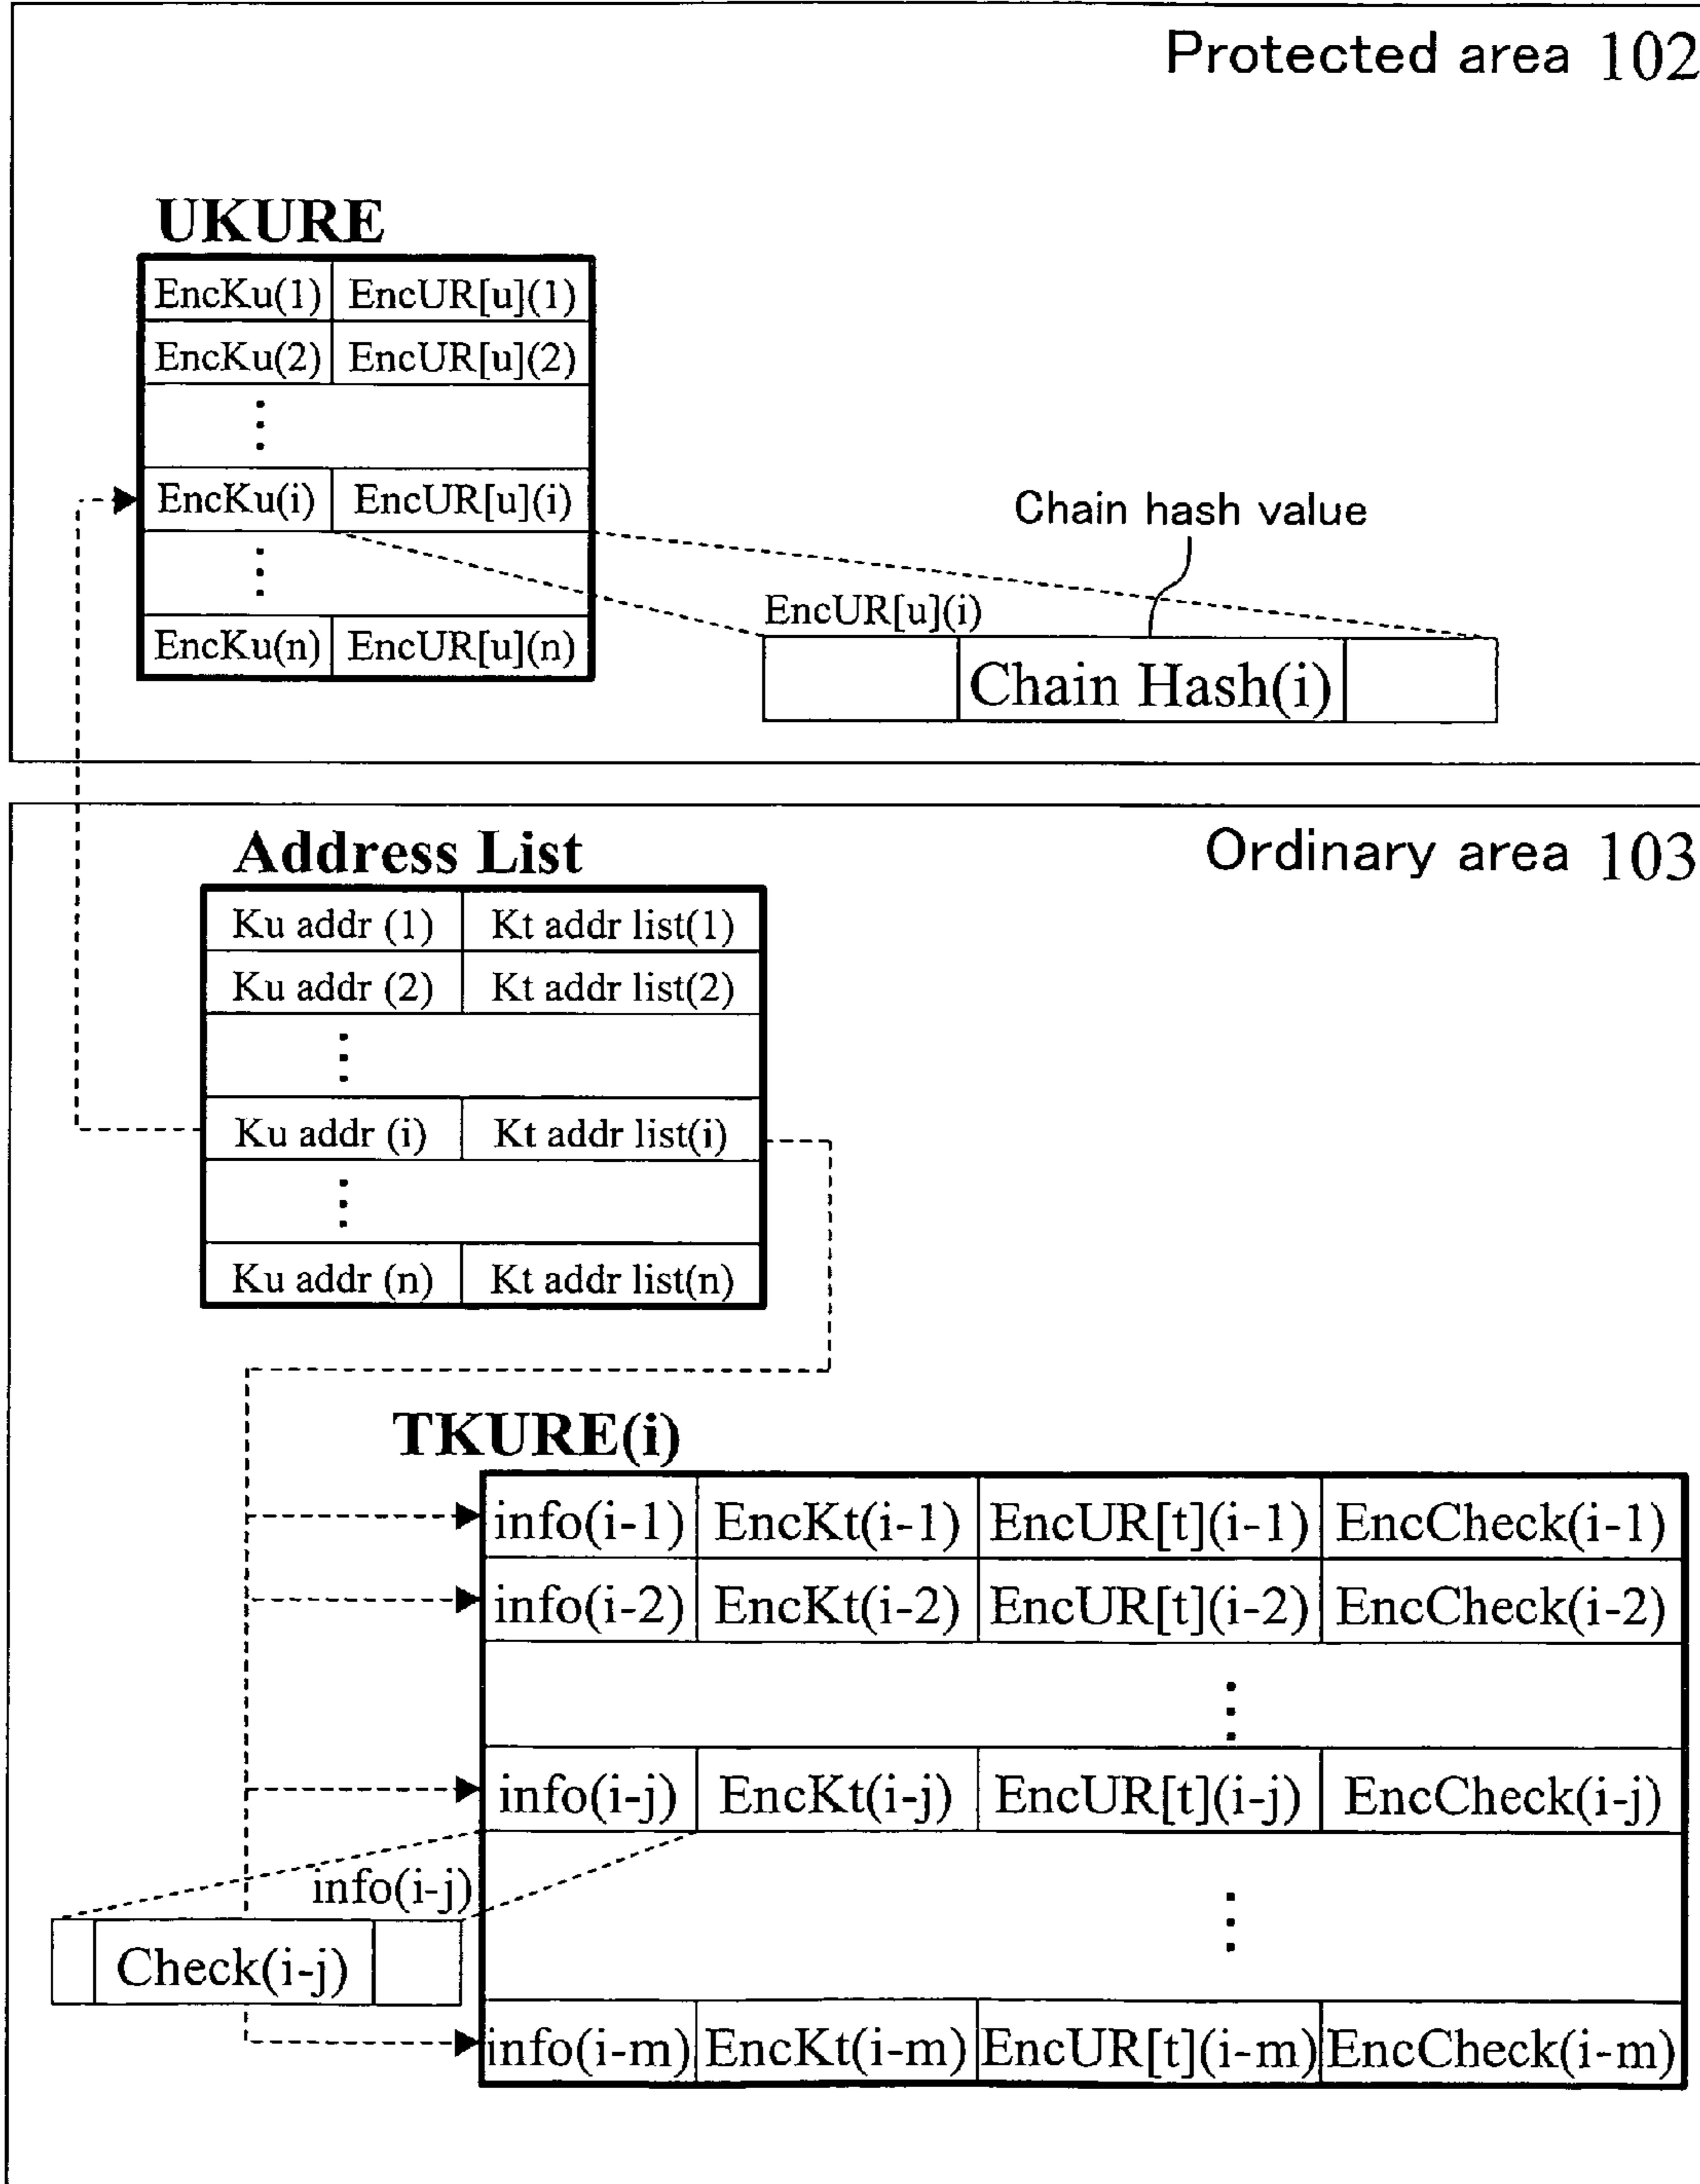 Protected area 102
UKURE
EncKu(1) EncUR[u](1)
EncKu(2) EncUR[u](2)
EncKu(i) EncUR[u](i)
Chain hash value
EncUR[u](i)
EncKu(n) EncUR[u](n)
Chain Hash(i)
Address List
Ordinary area 103
Ku addr (1) Kt addr list(1)
Ku addr (2) Kt addr list(2)
Ku addr (i) Kt addr list(i)
Ku addr (n) Kt addr list(n)
TKURE(i)
info(i-1) EncKt(i-1) EncUR[t](i-1) EncCheck(i-1)
info(i-2) EncKt(i-2) EncUR[t](i-2) EncCheck(i-2)
info(i-j) EncKt(i-j) EncUR[t](i-j) EncCheck(i-j)
info(i-j)
Check(i-j)
info(i-m) EncKt(i-m) EncUR[t](i-m) EncCheck(i-m)